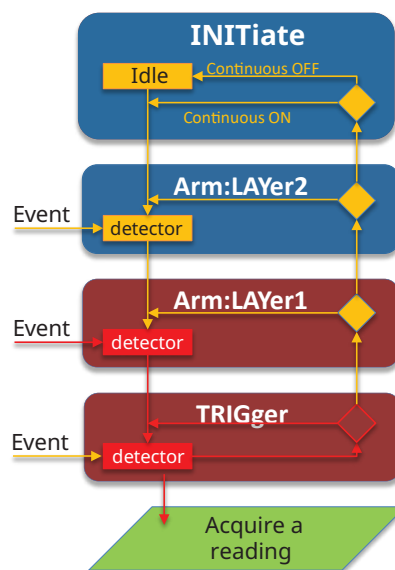 INITiate
Idle
Continuous OFF
Continuous ON
Arm:LAYer2
Event
detector
Arm:LAYer1
Event
detector
TRIGger
Event
detector
Acquire a
reading